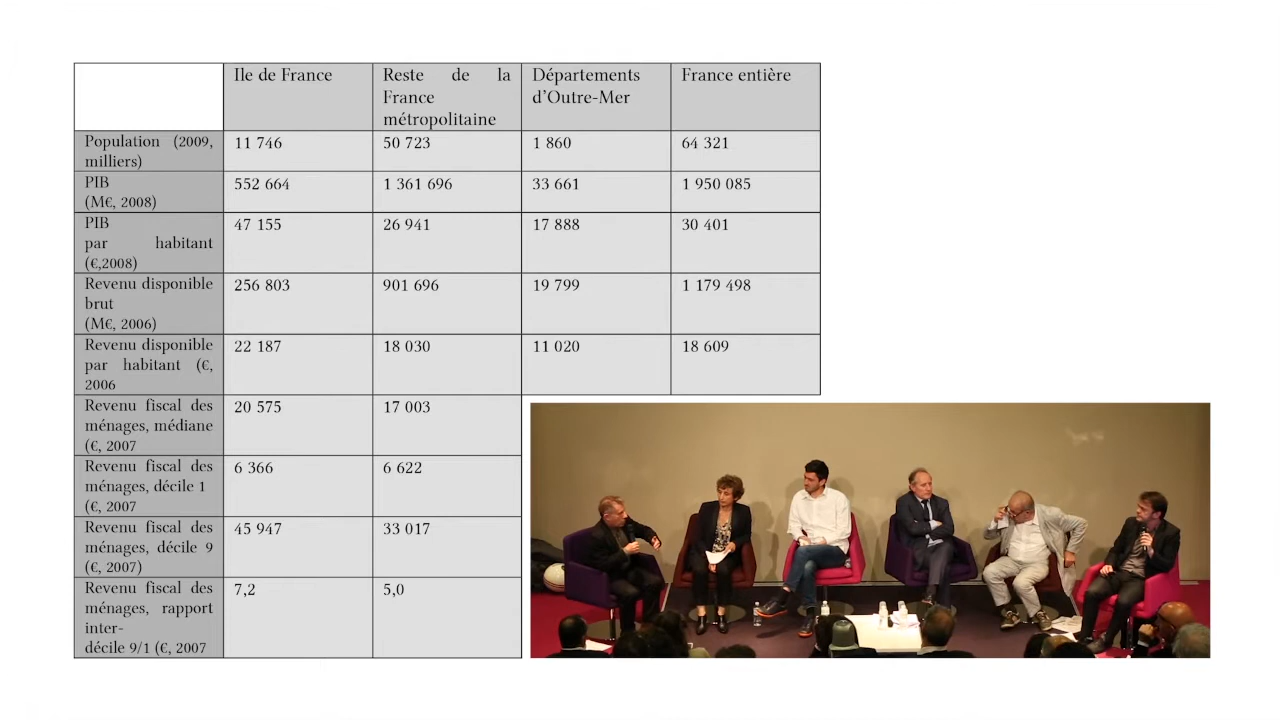 Ile de France
Reste de la
France
métropolitaine
Départements
d'Outre-Mer
France entière
Population (2009,
milliers)
11 746
50 723
1 860
64 321
PIB
(M€, 2008)
552 664
1 361 696
33 661
1 950 085
PIB
par habitant
(€,2008)
47 155
26 941
17 888
30 401
Revenu disponible
brut
(M€, 2006)
256 803
901 696
19 799
1 179 498
Revenu disponible
par habitant (€,
2006
22 187
18 030
11 020
18 609
Revenu fiscal des
ménages, médiane
(€, 2007
20 575
17 003
Revenu fiscal des
ménages, décile 1
(€, 2007
6 366
6 622
Revenu fiscal des
ménages, décile 9
(€, 2007)
45 947
33 017
Revenu fiscal des
ménages, rapport
inter-
décile 9/1 (€, 2007
7,2
5,0